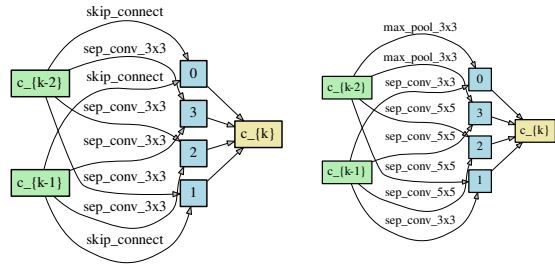 skip_connect
sep_conv_3x3
skip_connect
0
c_{k-2}
sep_conv_3x3
3
c_{k}
sep_conv_3x3
2
c_{k-1}
sep_conv_3x3
1
sep_conv_3x3
skip_connect
max_pool_3x3
max_pool_3x3
sep_conv_3x3
0
c_{k-2}
sep_conv_5x5
3
c_{k}
sep_conv_5x5
2
c_{k-1}
sep_conv_5x5
1
sep_conv_5x5
sep_conv_3x3